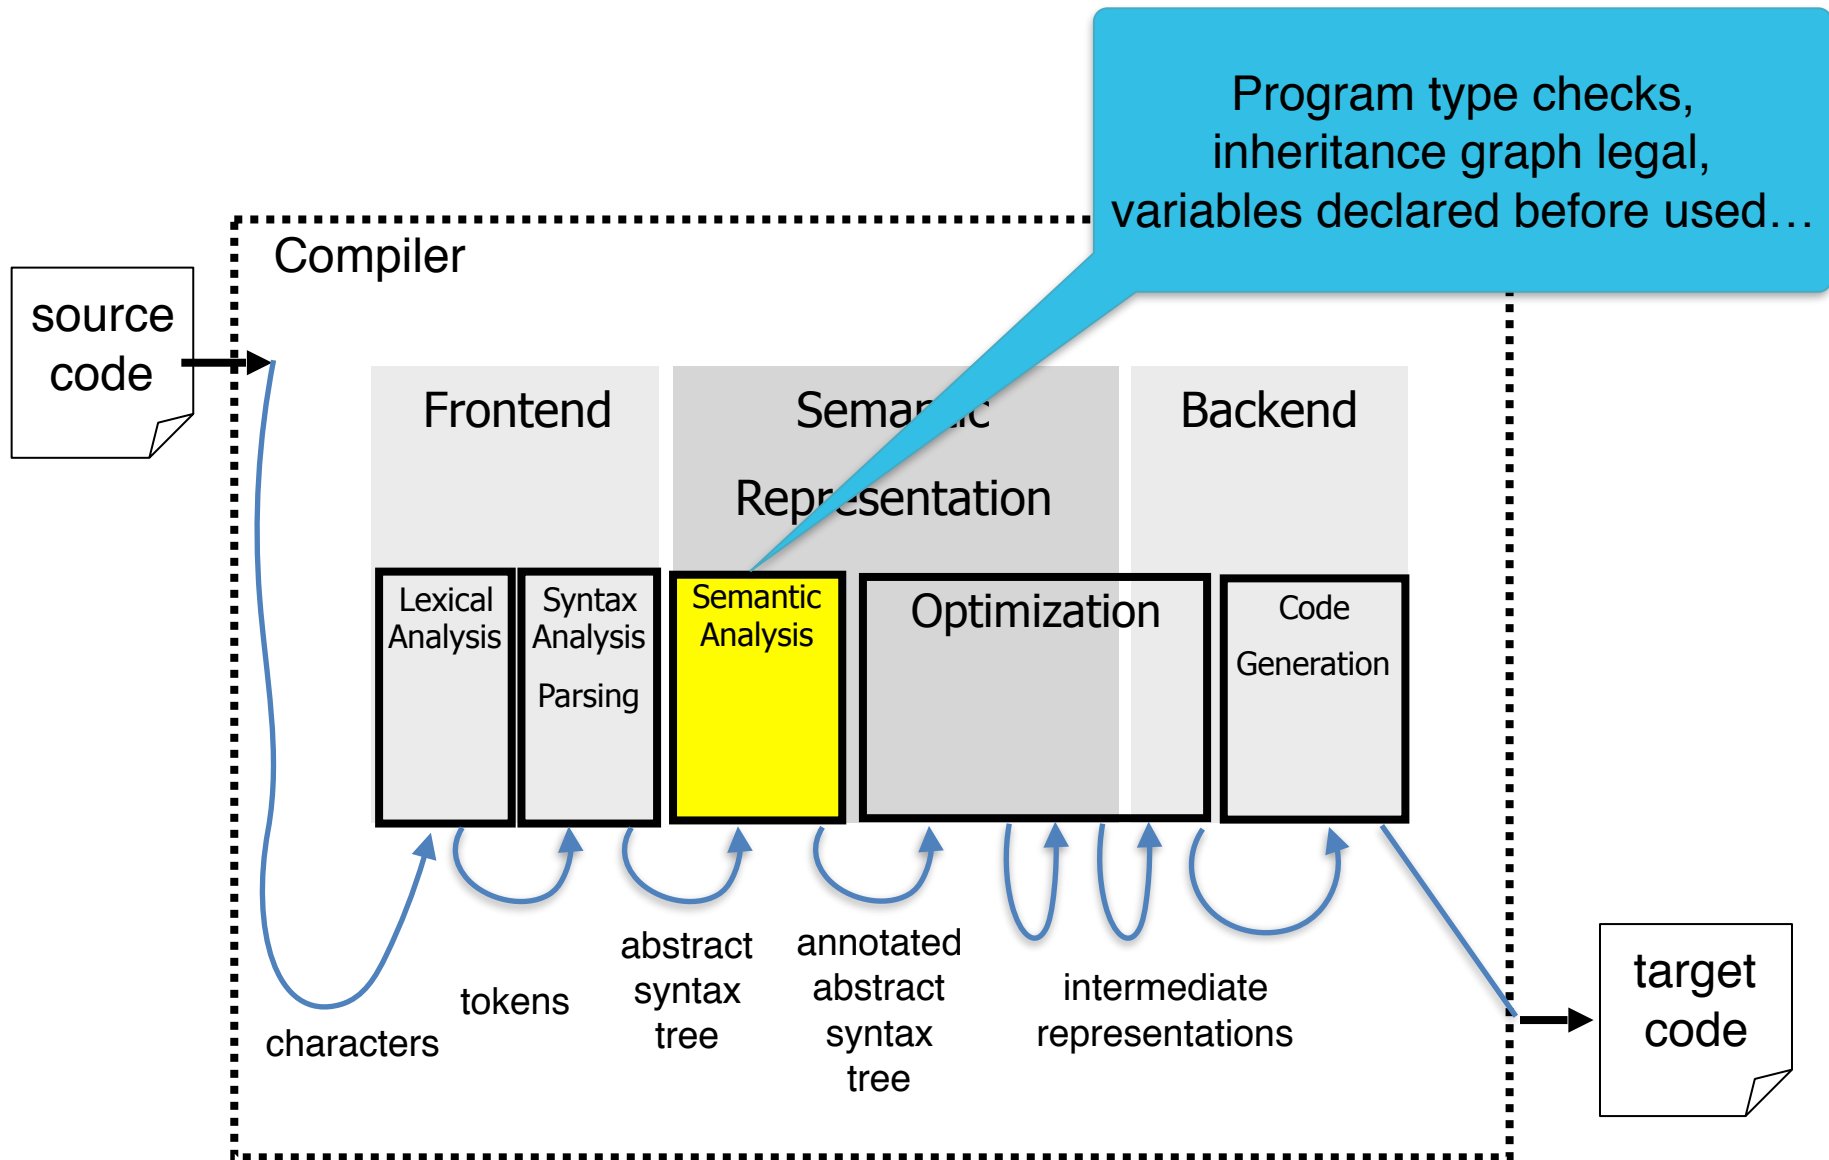 Program type checks,
inheritance graph legal,
variables declared before used…
Compiler
source
code
Frontend
Semantic
Representation
Backend
Lexical
Analysis
Syntax
Analysis
Parsing
Semantic
Analysis
Optimization
Code
Generation
characters
tokens
abstract
syntax
tree
annotated
abstract
syntax
tree
intermediate
representations
target
code